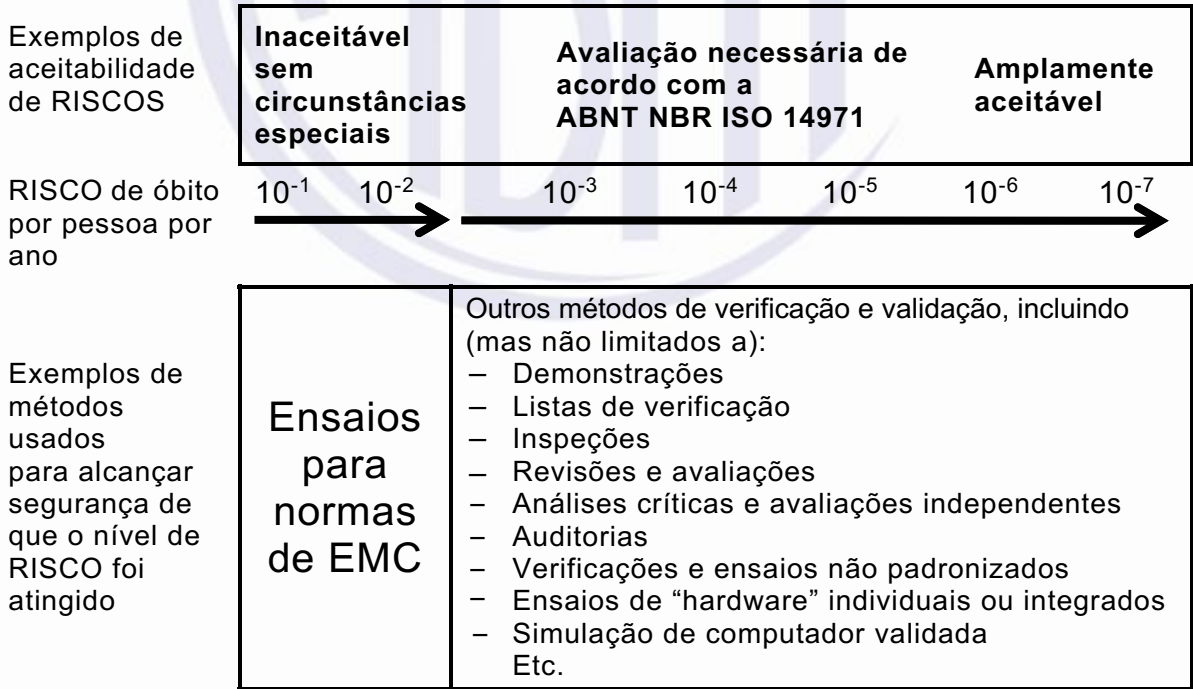 Exemplos de
aceitabilidade
de RISCOS
Inaceitável
sem
circunstâncias
especiais
Avaliação necessária de
acordo com a
ABNT NBR ISO 14971
Amplamente
aceitável
RISCO de óbito
por pessoa por
ano
10⁻¹ 10⁻² 10⁻³ 10⁻⁴ 10⁻⁵ 10⁻⁶ 10⁻⁷
Exemplos de
métodos
usados
para alcançar
segurança de
que o nível de
RISCO foi
atingido
Ensaios
para
normas
de EMC
Outros métodos de verificação e validação, incluindo
(mas não limitados a):
– Demonstrações
– Listas de verificação
– Inspeções
– Revisões e avaliações
– Análises críticas e avaliações independentes
– Auditorias
– Verificações e ensaios não padronizados
– Ensaios de “hardware” individuais ou integrados
– Simulação de computador validada
Etc.